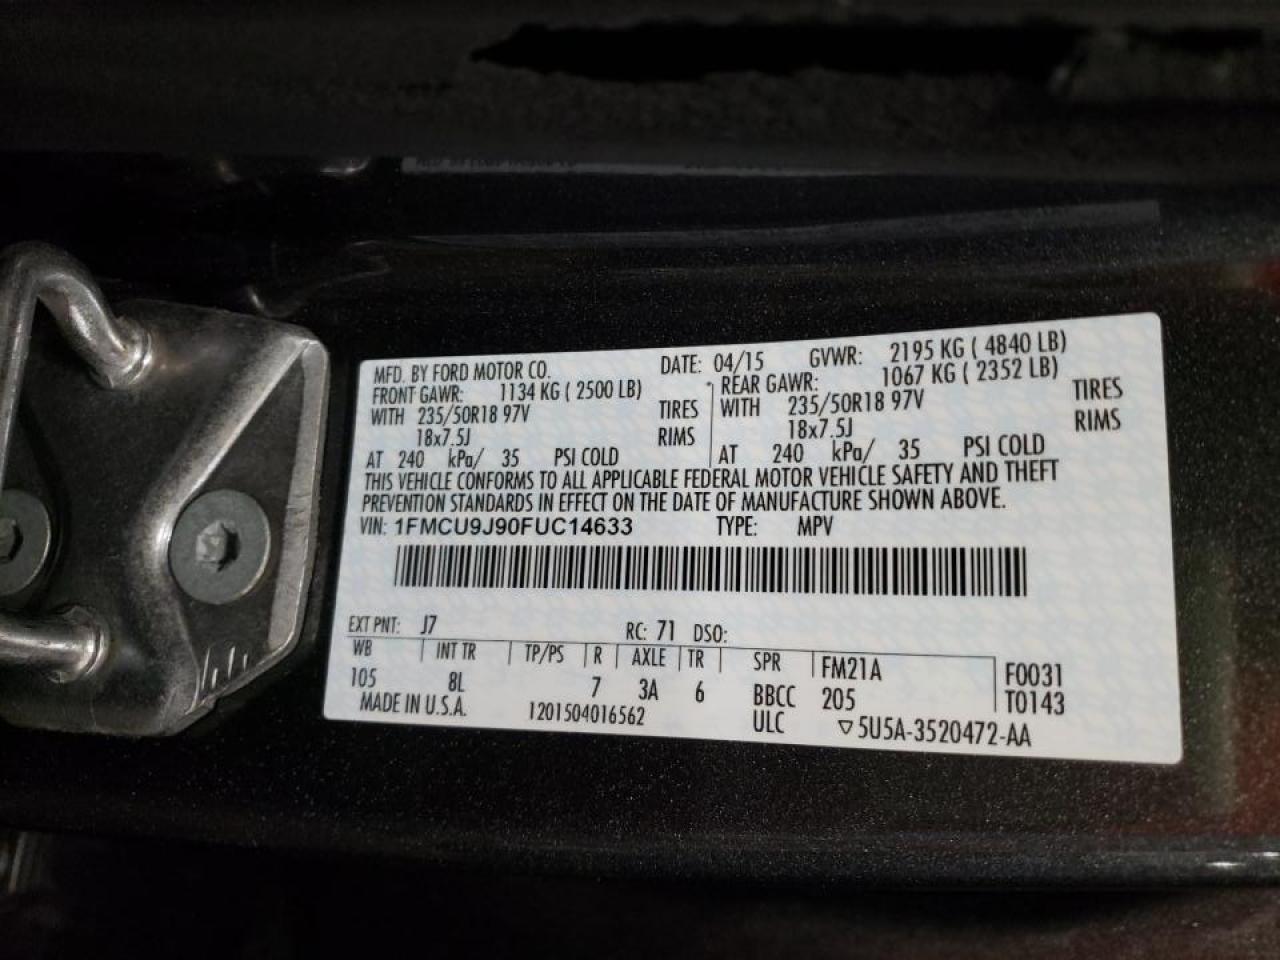 MFD. BY FORD MOTOR CO. DATE: 04/15 GVWR: 2195 KG ( 4840 LB)
FRONT GAWR: 1134 KG ( 2500 LB) REAR GAWR: 1067 KG ( 2352 LB)
WITH 235/50R18 97V TIRES WITH 235/50R18 97V TIRES
18x7.5J RIMS 18x7.5J RIMS
AT 240 kPa/ 35 PSI COLD AT 240 kPa/ 35 PSI COLD
THIS VEHICLE CONFORMS TO ALL APPLICABLE FEDERAL MOTOR VEHICLE SAFETY AND THEFT
PREVENTION STANDARDS IN EFFECT ON THE DATE OF MANUFACTURE SHOWN ABOVE.
VIN: 1FMCU9J90FUC14633 TYPE: MPV
EXT PNT: J7 RC: 71 DSO:
WB INT TR TP/PS R AXLE TR SPR FM21A F0031
105 8L 7 3A 6 BBCC 205 T0143
MADE IN U.S.A. 1201504016562 ULC ▽5U5A-3520472-AA